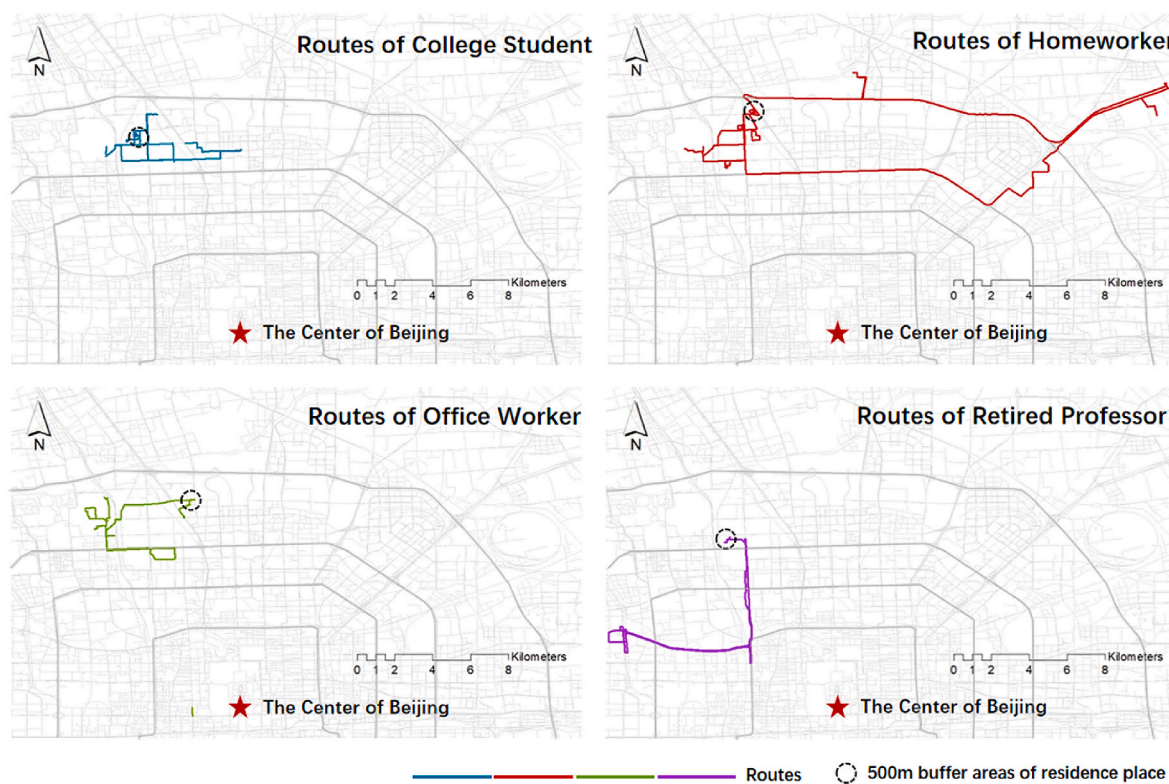 Routes of College Student
N
Kilometers
0 1 2 4 6 8
The Center of Beijing
Routes of Homeworker
N
Kilometers
0 1 2 4 6 8
The Center of Beijing
Routes of Office Worker
N
Kilometers
0 1 2 4 6 8
The Center of Beijing
Routes of Retired Professor
N
Kilometers
0 1 2 4 6 8
The Center of Beijing
Routes
500m buffer areas of residence place